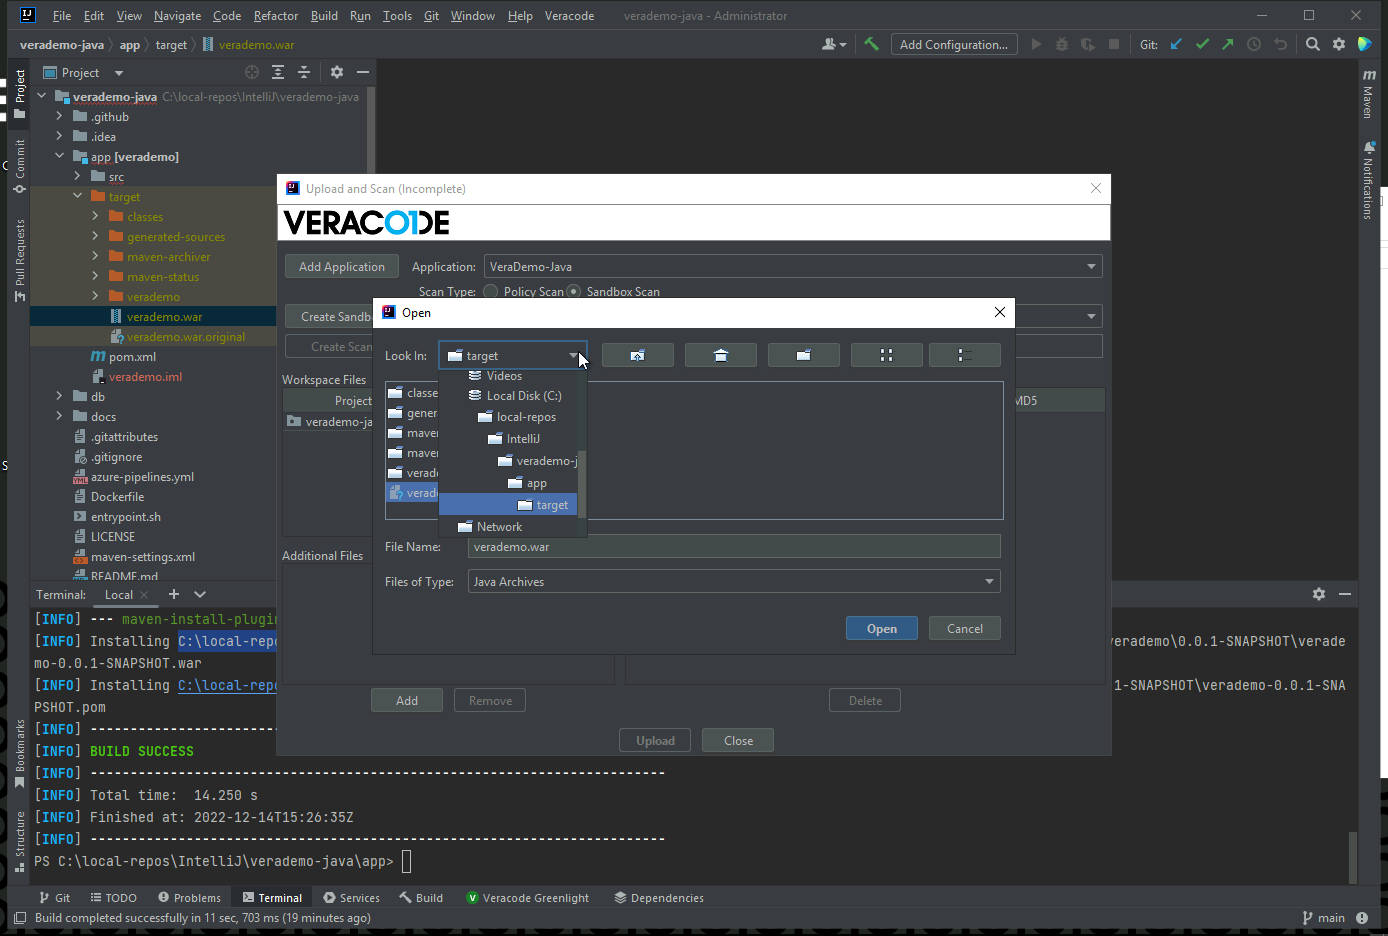 File Edit View Navigate Code Refactor Build Run Tools Git Window Help Veracode verademo-java - Administrator
verademo-java app target verademo.war Add Configuration... Git:
Project
Project
verademo-java C:\local-repos\IntelliJ\verademo-java
.github
.idea
app [verademo]
src
target
classes
generated-sources
maven-archiver
maven-status
verademo
verademo.war
verademo.war.original
pom.xml
verademo.iml
db
docs
.gitattributes
.gitignore
azure-pipelines.yml
Dockerfile
entrypoint.sh
LICENSE
maven-settings.xml
README.md
Commit
Pull Requests
Bookmarks
Structure
Maven
Notifications
Upload and Scan (Incomplete)
VERACODE
Add Application Application: VeraDemo-Java
Scan Type: Policy Scan Sandbox Scan
Create Sandb
Create Scan
Workspace Files
Project MD5
verademo-ja
Additional Files
Open
Look In: target
Videos
Local Disk (C:)
local-repos
IntelliJ
verademo-j
app
target
Network
classe
gener
maven
maven
verade
verade
File Name: verademo.war
Files of Type: Java Archives
Open Cancel
Add Remove Delete
Upload Close
Terminal: Local
[INFO] --- maven-install-plugin
[INFO] Installing C:\local-repo verademo\0.0.1-SNAPSHOT\verade
mo-0.0.1-SNAPSHOT.war
[INFO] Installing C:\local-repo 1-SNAPSHOT\verademo-0.0.1-SNA
PSHOT.pom
[INFO] ------------------------
[INFO] BUILD SUCCESS
[INFO] ------------------------------------------------------------------------
[INFO] Total time:  14.250 s
[INFO] Finished at: 2022-12-14T15:26:35Z
[INFO] ------------------------------------------------------------------------
PS C:\local-repos\IntelliJ\verademo-java\app>
Git TODO Problems Terminal Services Build Veracode Greenlight Dependencies
Build completed successfully in 11 sec, 703 ms (19 minutes ago) main